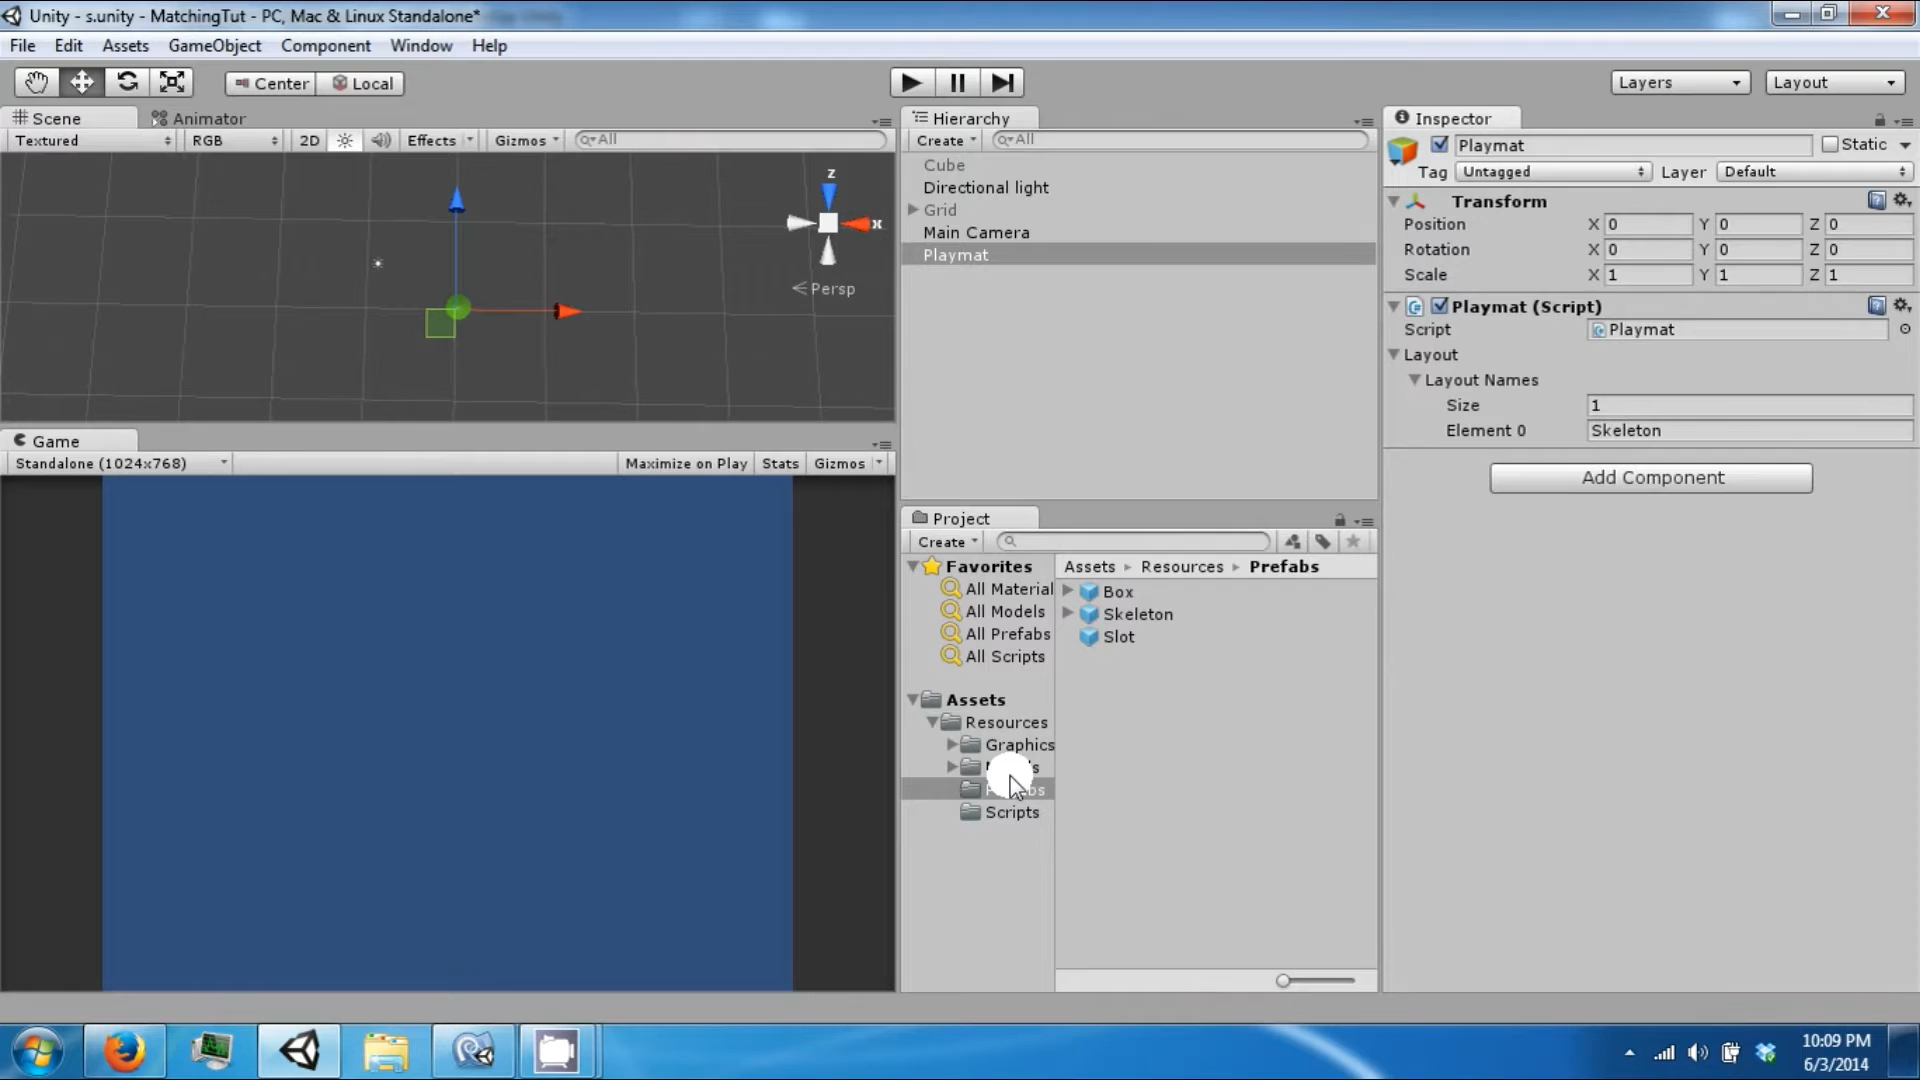 Unity - s.unity - MatchingTut - PC, Mac & Linux Standalone*
File Edit Assets GameObject Component Window Help
Center Local Layers Layout
Scene Animator
Textured RGB 2D Effects Gizmos All
z
x
Persp
Game
Standalone (1024x768) Maximize on Play Stats Gizmos
Hierarchy
Create All
Cube
Directional light
Grid
Main Camera
Playmat
Project
Create
Favorites
All Material
All Models
All Prefabs
All Scripts
Assets
Resources
Graphics
Scripts
Assets Resources Prefabs
Box
Skeleton
Slot
Inspector
Playmat Static
Tag Untagged Layer Default
Transform
Position X 0 Y 0 Z 0
Rotation X 0 Y 0 Z 0
Scale X 1 Y 1 Z 1
Playmat (Script)
Script Playmat
Layout
Layout Names
Size 1
Element 0 Skeleton
Add Component
10:09 PM
6/3/2014